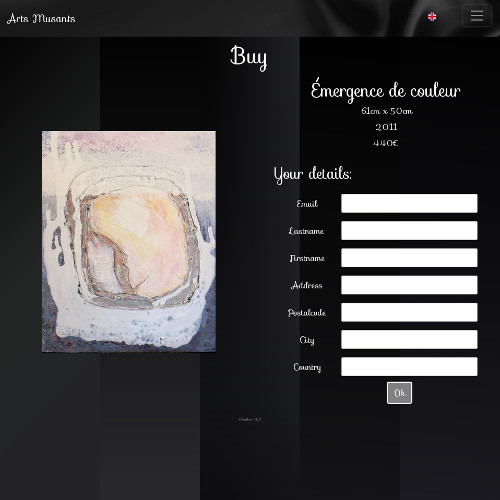 Arts Musants
Buy
Émergence de couleur
61cm x 50cm
2011
440€
Your details:
Email
Lastname
Firstname
Address
Postalcode
City
Country
Ok